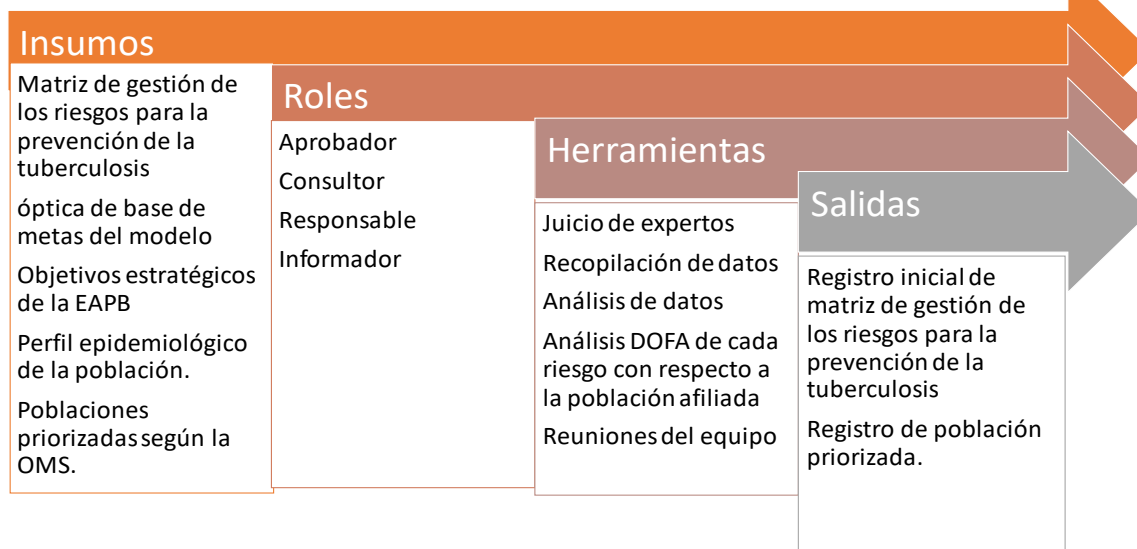 Insumos
Matriz de gestión de
los riesgos para la
prevención de la
tuberculosis
óptica de base de
metas del modelo
Objetivos estratégicos
de la EAPB
Perfil epidemiológico
de la población.
Poblaciones
priorizadas según la
OMS.
Roles
Aprobador
Consultor
Responsable
Informador
Herramientas
Juicio de expertos
Recopilación de datos
Análisis de datos
Análisis DOFA de cada
riesgo con respecto a
la población afiliada
Reuniones del equipo
Salidas
Registro inicial de
matriz de gestión de
los riesgos para la
prevención de la
tuberculosis
Registro de población
priorizada.